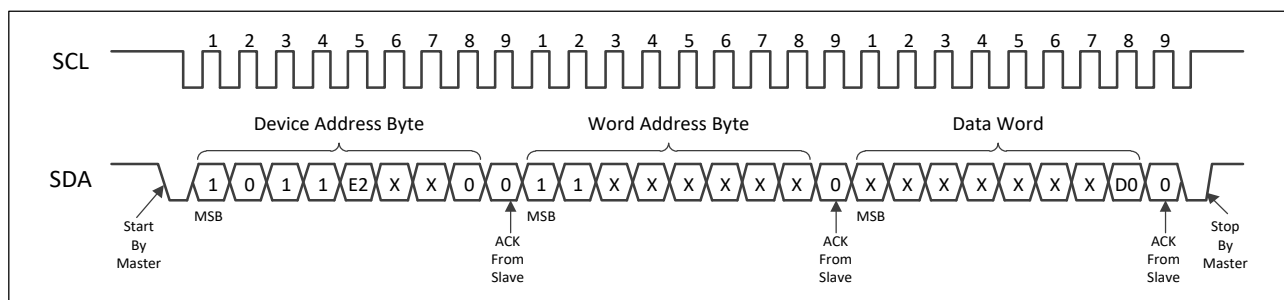 1 2 3 4 5 6 7 8 9 1 2 3 4 5 6 7 8 9 1 2 3 4 5 6 7 8 9
SCL
Device Address Byte Word Address Byte Data Word
SDA 1 0 1 1 E2 X X 0 0 1 1 X X X X X X 0 X X X X X X X D0 0
MSB MSB MSB
Start
By
Master
ACK
From
Slave
ACK
From
Slave
ACK
From
Slave
Stop
By
Master